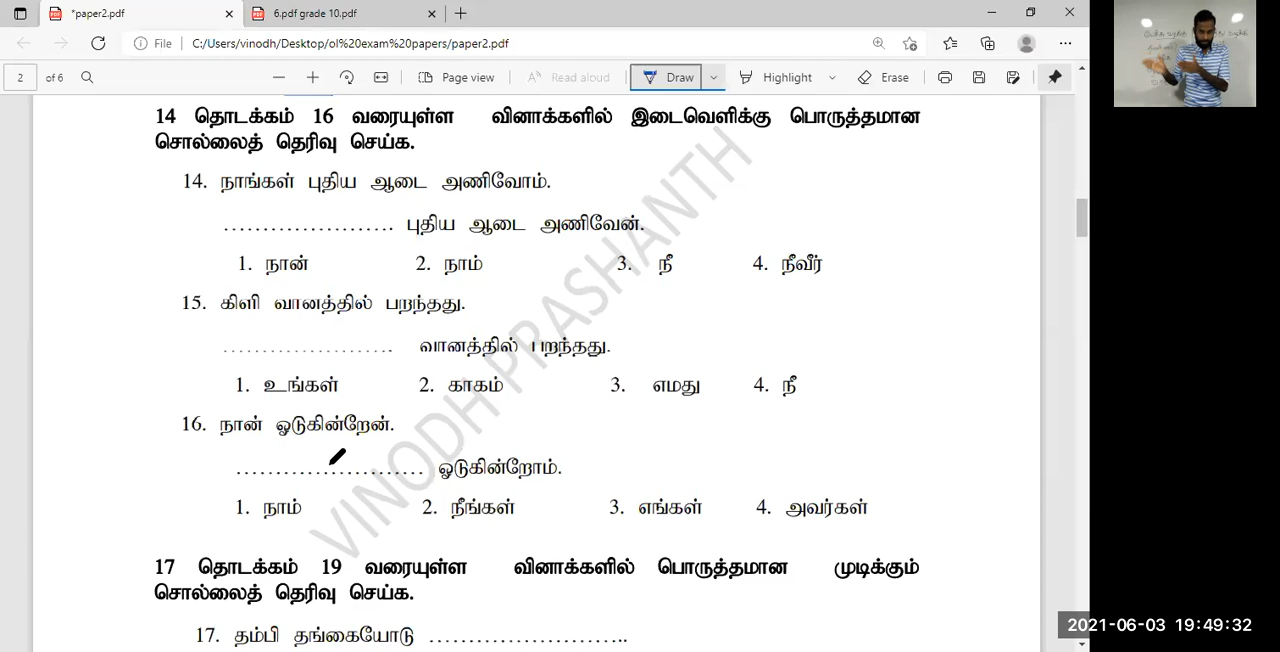 *paper2.pdf
6.pdf grade 10.pdf
File C:/Users/vinodh/Desktop/ol%20exam%20papers/paper2.pdf
2 of 6 Page view Read aloud Draw Highlight Erase
14 தொடக்கம் 16 வரையுள்ள வினாக்களில் இடைவெளிக்கு பொருத்தமான
சொல்லைத் தெரிவு செய்க.
14. நாங்கள் புதிய ஆடை அணிவோம்.
..................... புதிய ஆடை அணிவேன்.
1. நான் 2. நாம் 3. நீ 4. நீவீர்
15. கிளி வானத்தில் பறந்தது.
..................... வானத்தில் பறந்தது.
1. உங்கள் 2. காகம் 3. எமது 4. நீ
16. நான் ஓடுகின்றேன்.
........................ ஓடுகின்றோம்.
1. நாம் 2. நீங்கள் 3. எங்கள் 4. அவர்கள்
VINODH PRASHANTH
17 தொடக்கம் 19 வரையுள்ள வினாக்களில் பொருத்தமான முடிக்கும்
சொல்லைத் தெரிவு செய்க.
17. தம்பி தங்கையோடு ..........................
2021-06-03 19:49:32